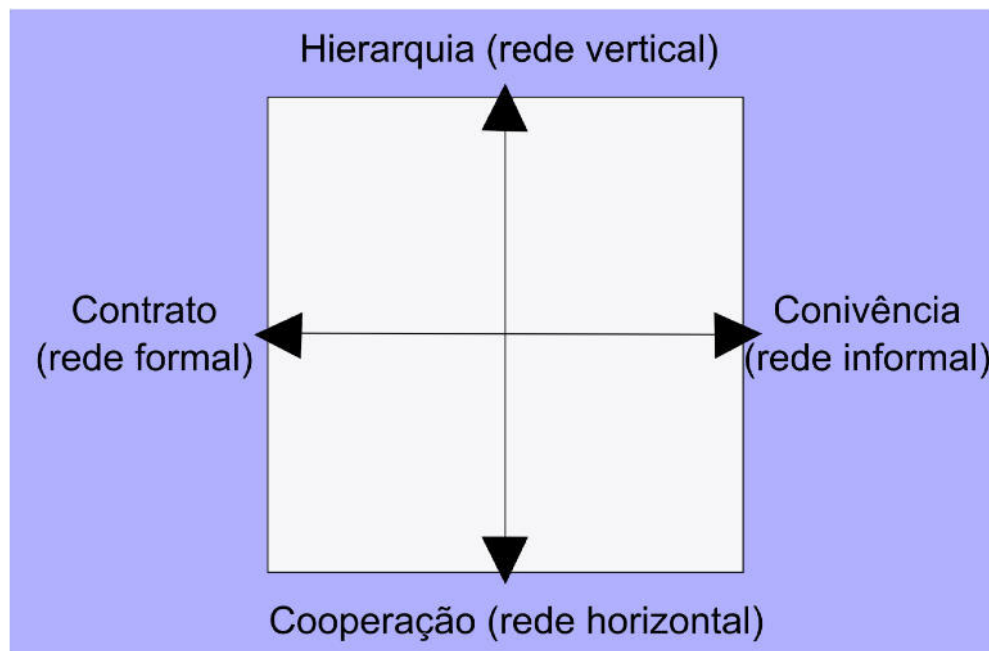 Hierarquia (rede vertical)
Contrato
(rede formal)
Conivência
(rede informal)
Cooperação (rede horizontal)